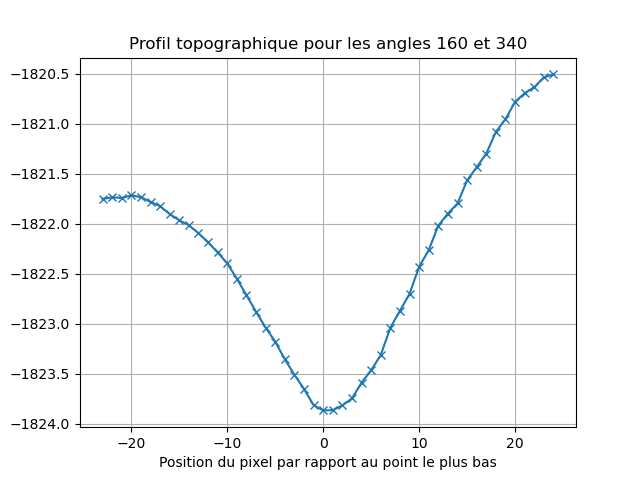 Profil topographique pour les angles 160 et 340
−1820.5
−1821.0
−1821.5
−1822.0
−1822.5
−1823.0
−1823.5
−1824.0
−20 −10 0 10 20
Position du pixel par rapport au point le plus bas